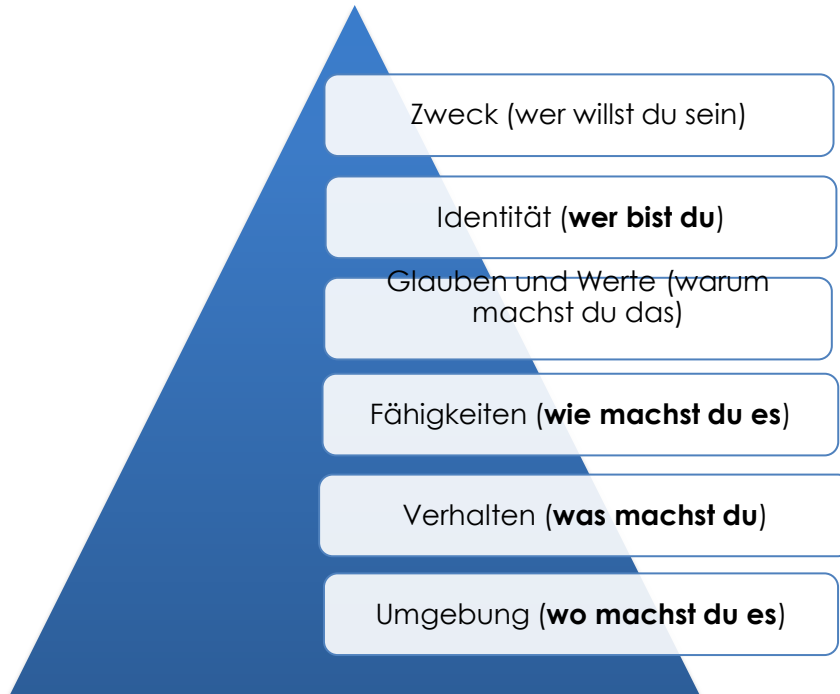 Zweck (wer willst du sein)
Identität (wer bist du)
Glauben und Werte (warum
machst du das)
Fähigkeiten (wie machst du es)
Verhalten (was machst du)
Umgebung (wo machst du es)